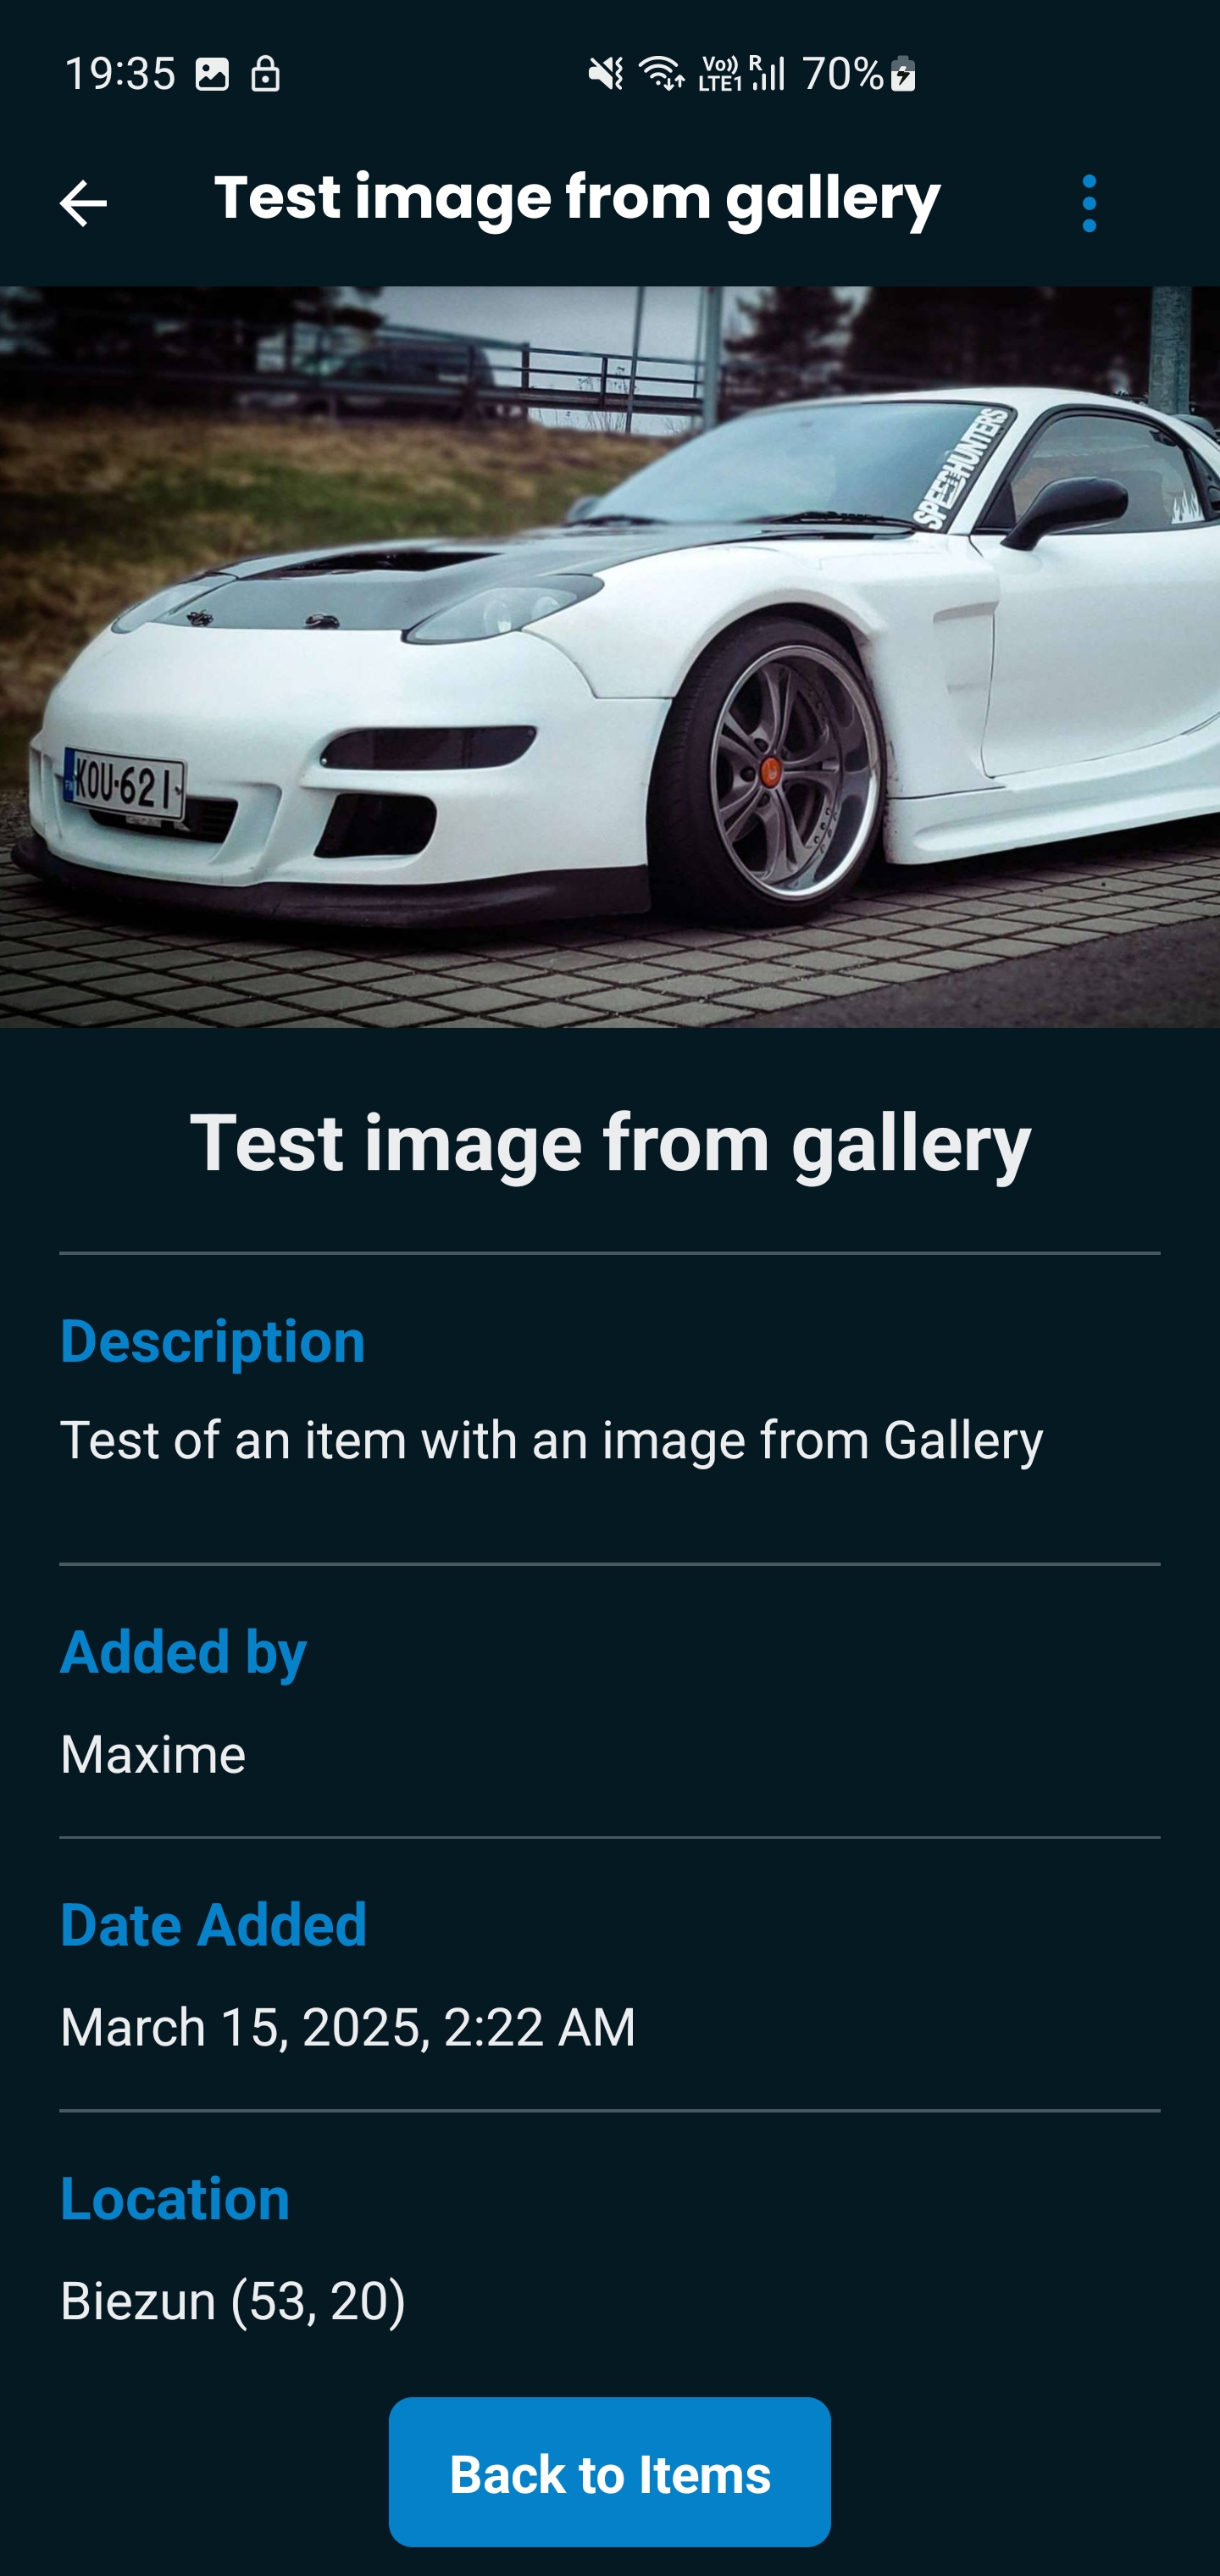 19:35 Vo)) LTE1 R 70%
Test image from gallery
SPEEDHUNTERS
KOU-621
Test image from gallery
Description
Test of an item with an image from Gallery
Added by
Maxime
Date Added
March 15, 2025, 2:22 AM
Location
Biezun (53, 20)
Back to Items